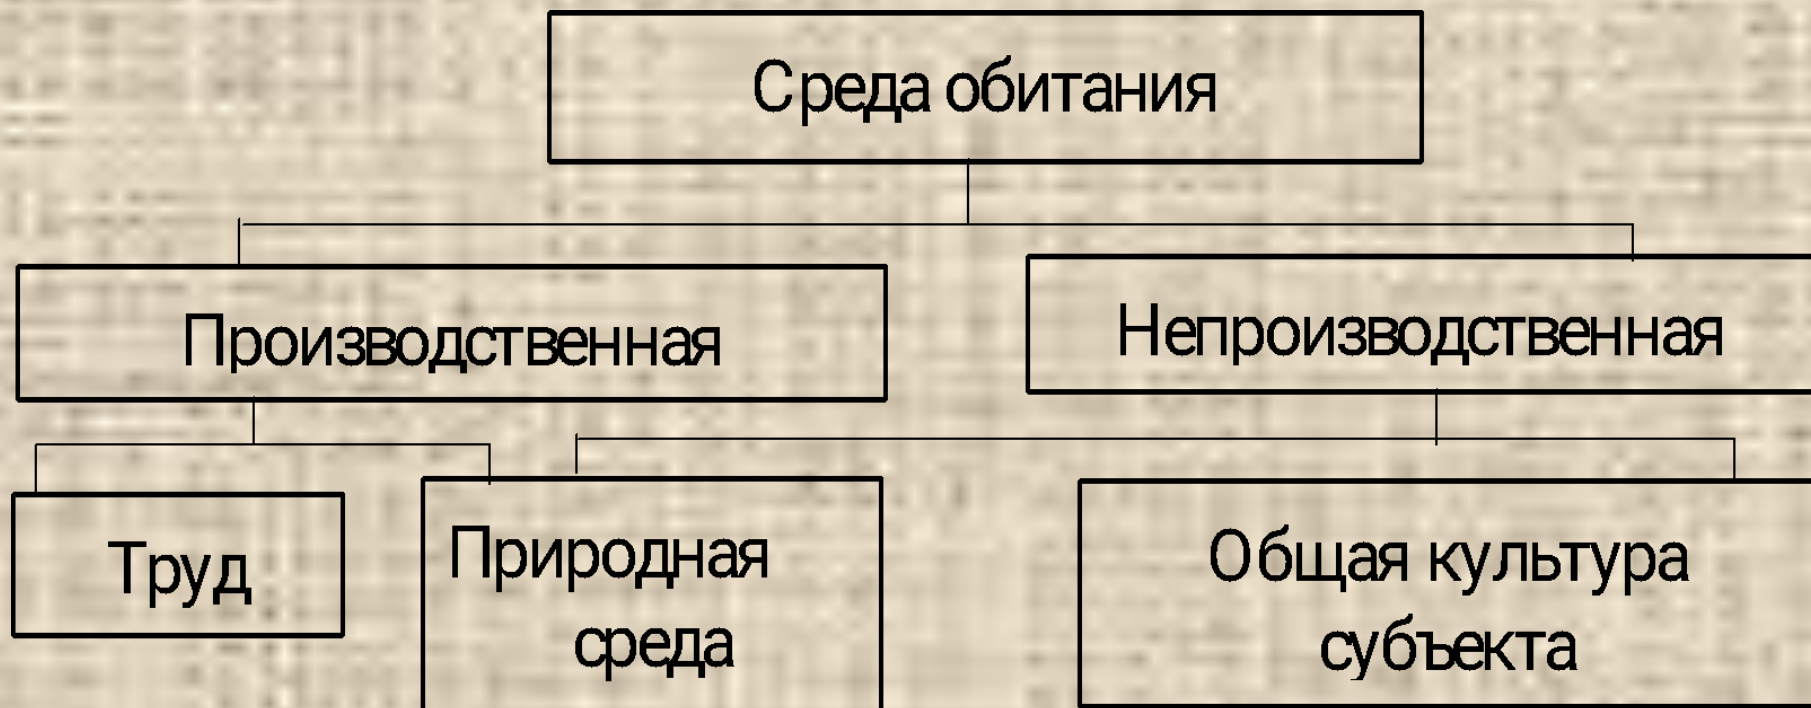 Среда обитания
Производственная
Непроизводственная
Труд
Природная
среда
Общая культура
субъекта